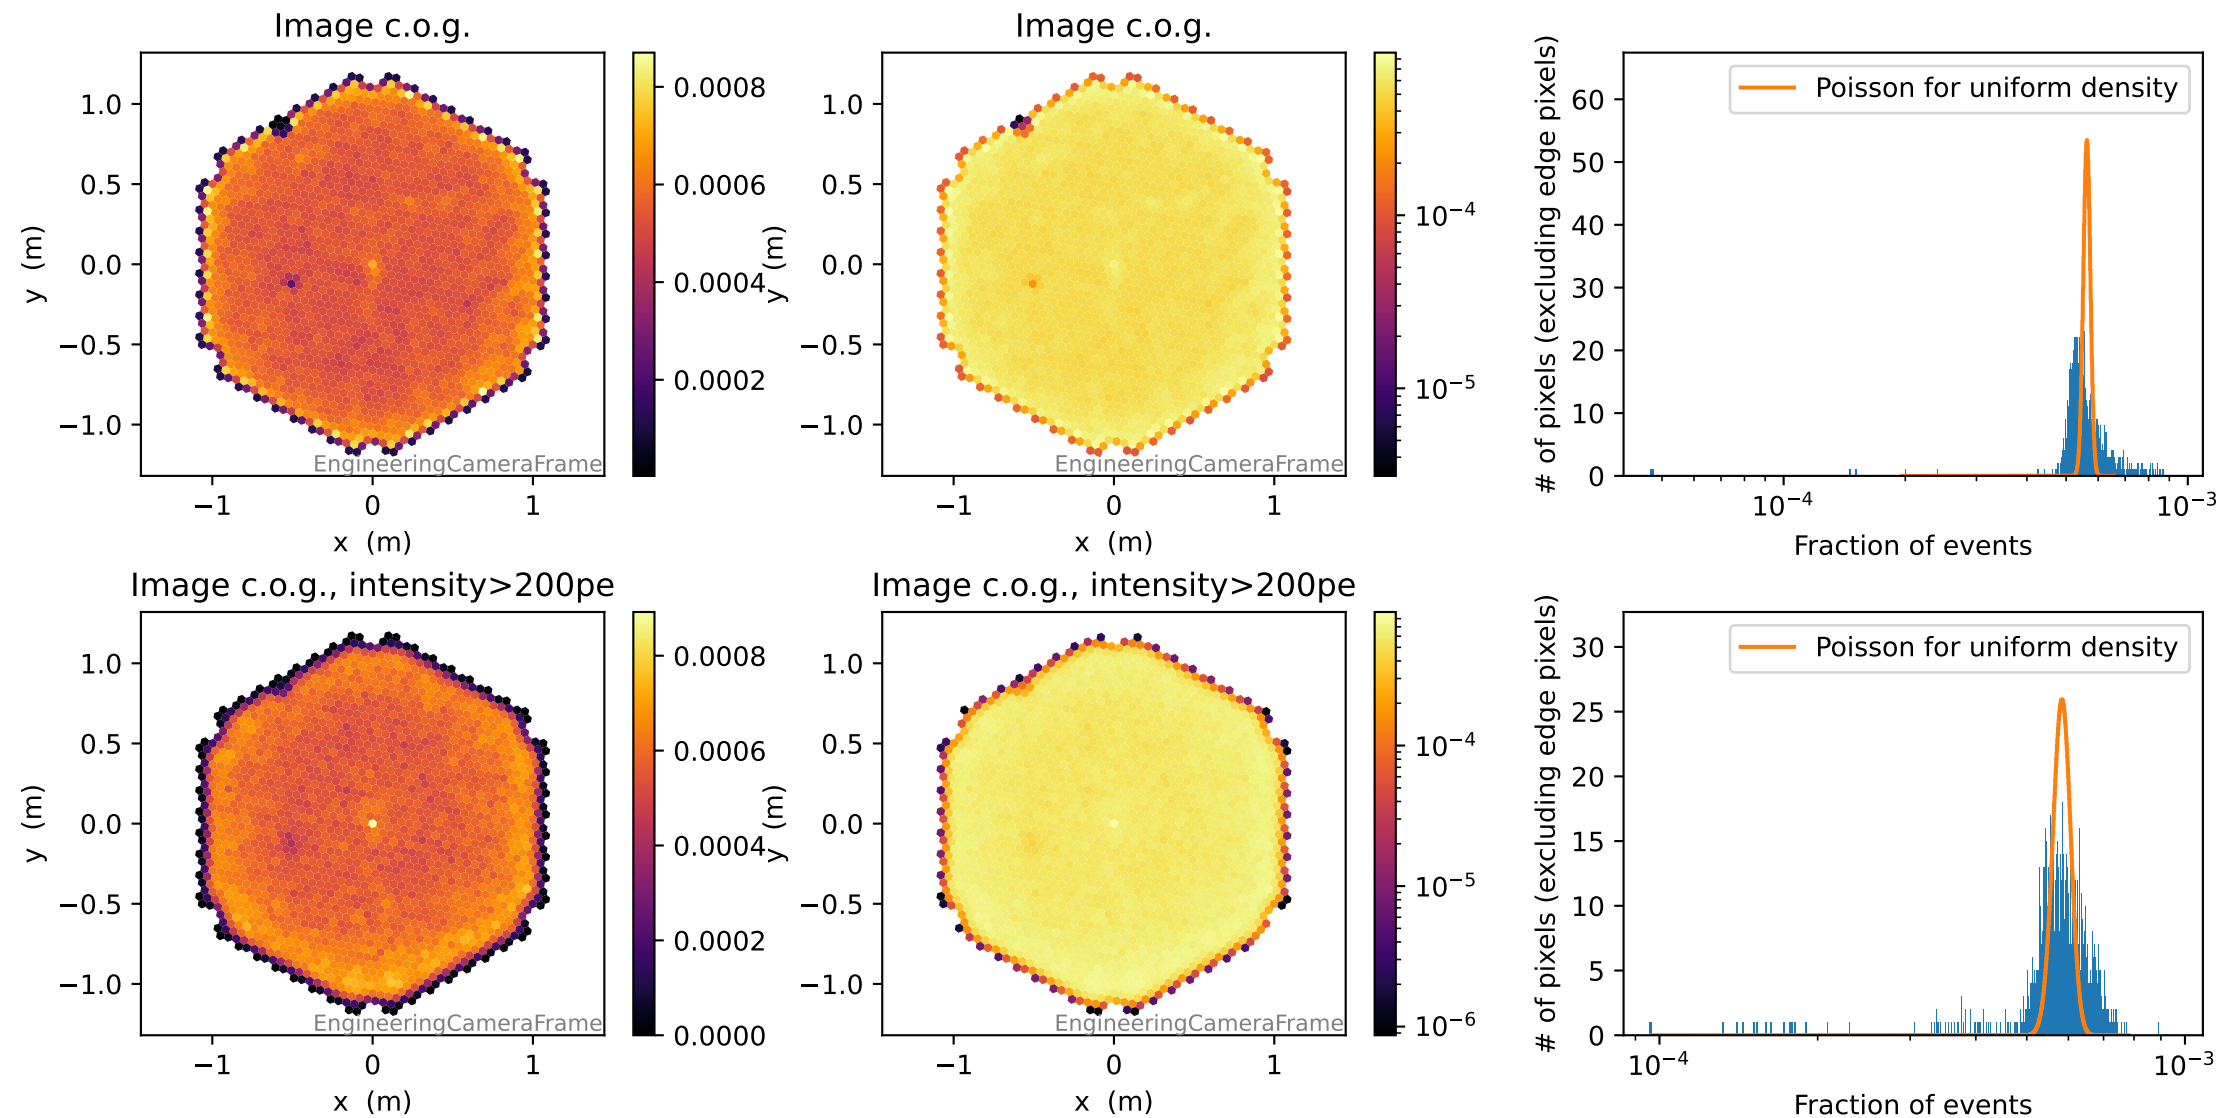 Image c.o.g.
1.0
0.5
0.0
−0.5
−1.0
y (m)
−1
0
1
x (m)
EngineeringCameraFrame
0.0008
0.0006
0.0004
0.0002
Image c.o.g.
1.0
0.5
0.0
−0.5
−1.0
y (m)
−1
0
1
x (m)
EngineeringCameraFrame
10⁻⁴
10⁻⁵
# of pixels (excluding edge pixels)
60
50
40
30
20
10
0
Poisson for uniform density
10⁻⁴
10⁻³
Fraction of events
Image c.o.g., intensity>200pe
1.0
0.5
0.0
−0.5
−1.0
y (m)
−1
0
1
x (m)
EngineeringCameraFrame
0.0008
0.0006
0.0004
0.0002
0.0000
Image c.o.g., intensity>200pe
1.0
0.5
0.0
−0.5
−1.0
y (m)
−1
0
1
x (m)
EngineeringCameraFrame
10⁻⁴
10⁻⁵
10⁻⁶
# of pixels (excluding edge pixels)
30
25
20
15
10
5
0
Poisson for uniform density
10⁻⁴
10⁻³
Fraction of events